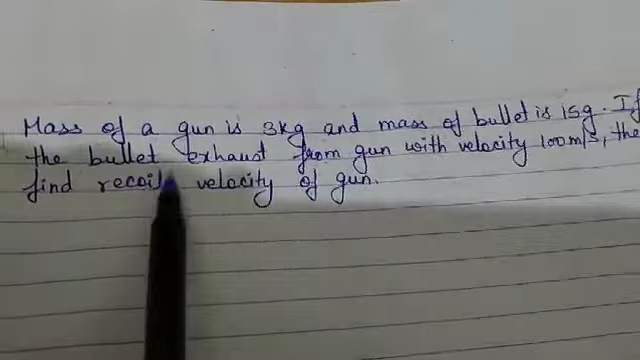 Mass of a gun is 3kg and mass of bullet is 15g. If
the bullet exhaust from gun with velocity 100m/s, the
find recoil velocity of gun.